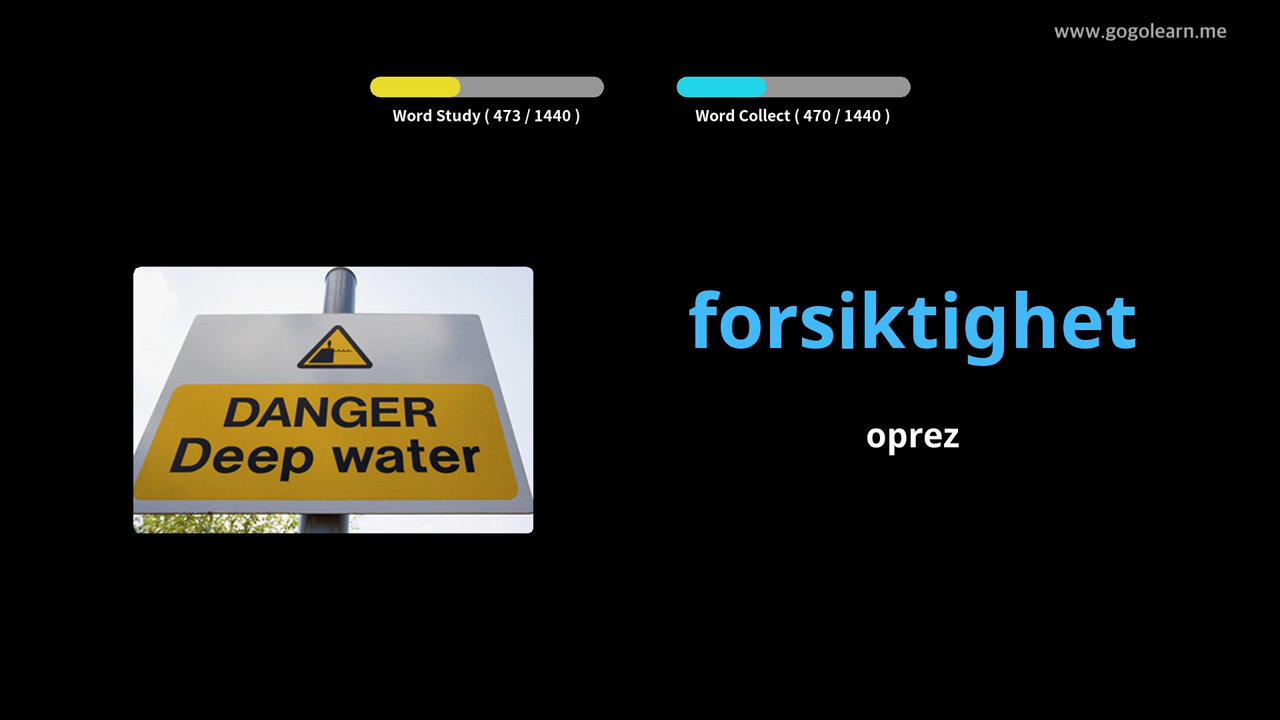 www.gogolearn.me
Word Study ( 473 / 1440 )
Word Collect ( 470 / 1440 )
DANGER
Deep water
forsiktighet
oprez